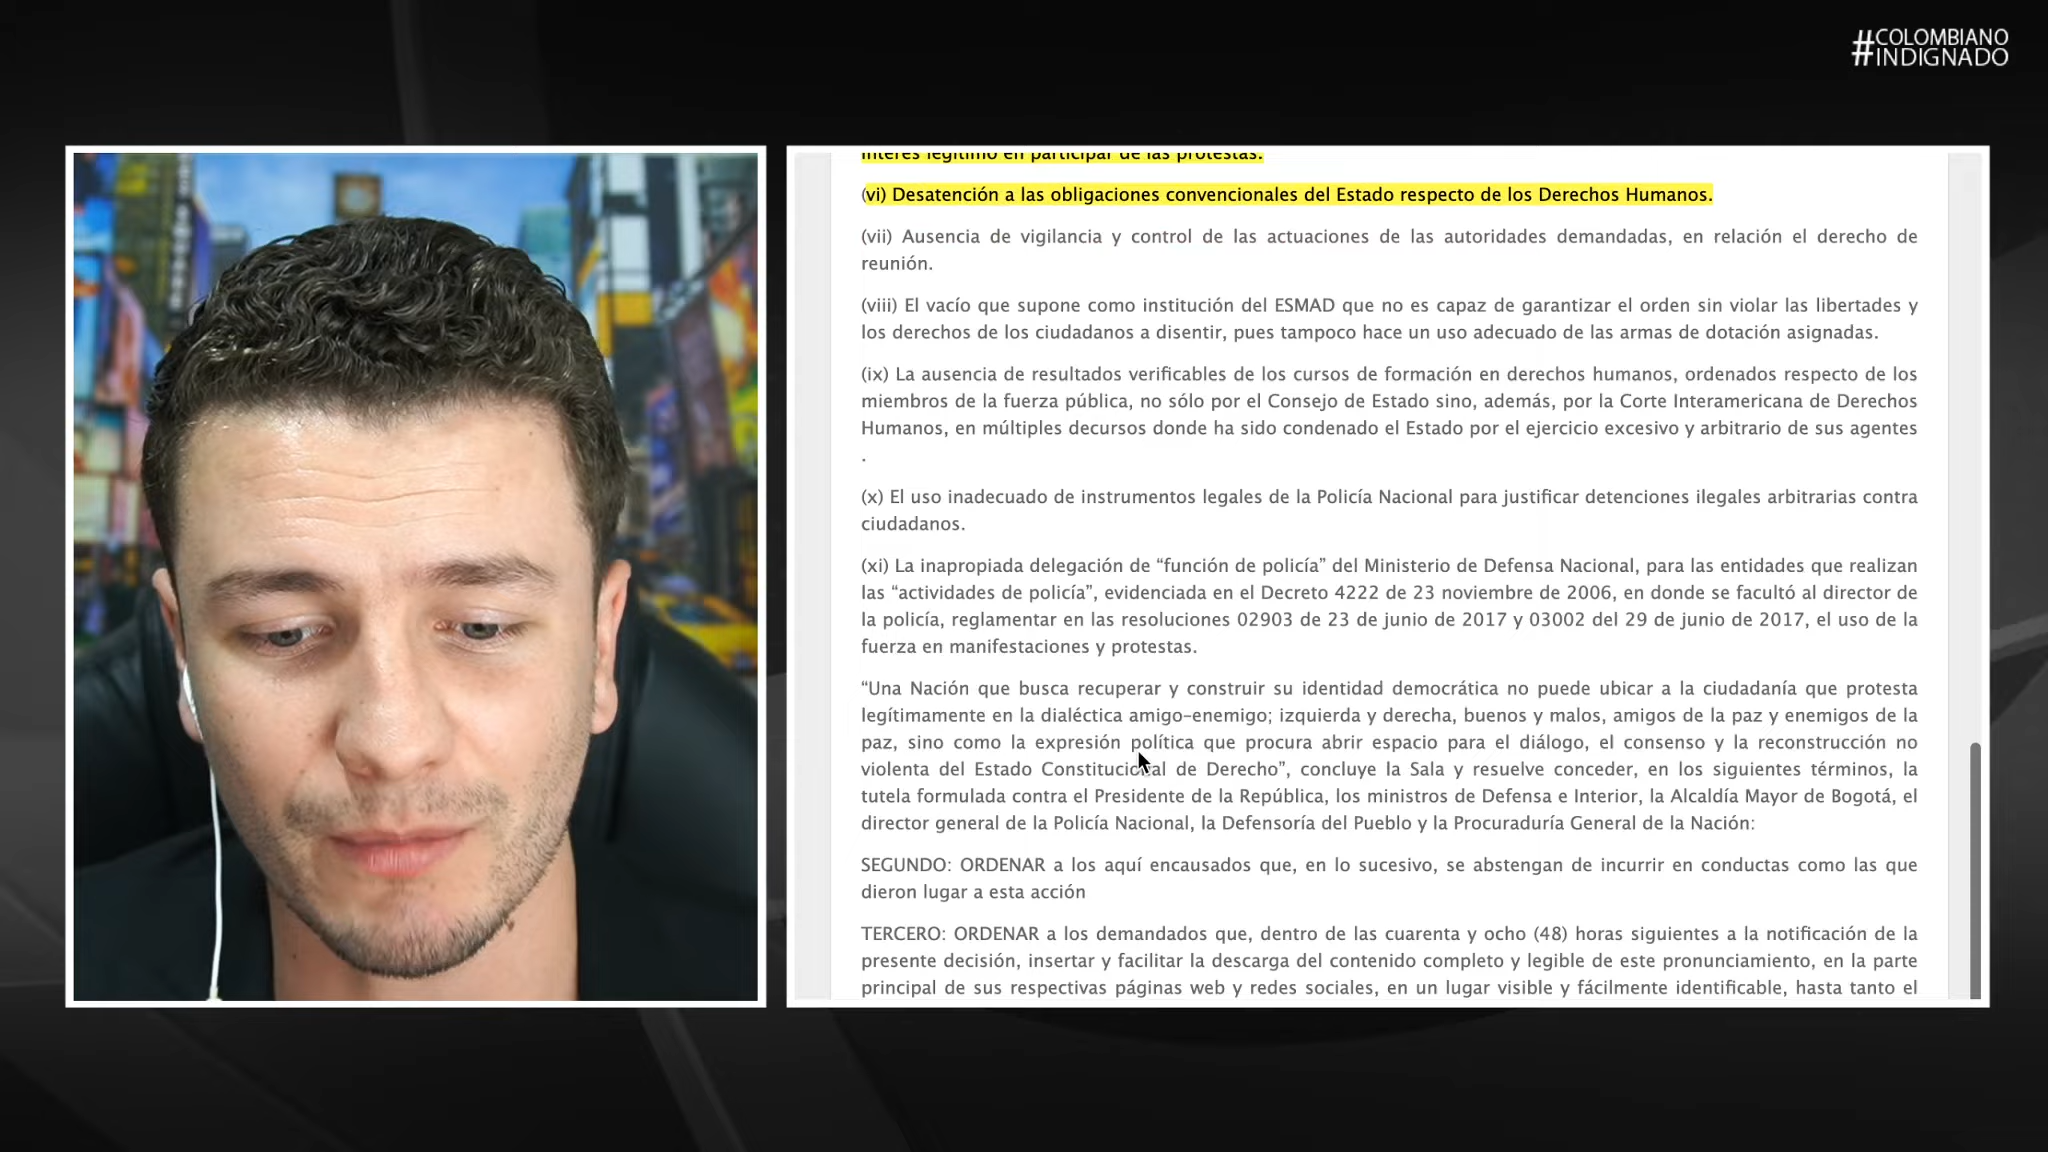 #COLOMBIANO
INDIGNADO
interés legítimo en participar de las protestas.
(vi) Desatención a las obligaciones convencionales del Estado respecto de los Derechos Humanos.
(vii) Ausencia de vigilancia y control de las actuaciones de las autoridades demandadas, en relación el derecho de
reunión.
(viii) El vacío que supone como institución del ESMAD que no es capaz de garantizar el orden sin violar las libertades y
los derechos de los ciudadanos a disentir, pues tampoco hace un uso adecuado de las armas de dotación asignadas.
(ix) La ausencia de resultados verificables de los cursos de formación en derechos humanos, ordenados respecto de los
miembros de la fuerza pública, no sólo por el Consejo de Estado sino, además, por la Corte Interamericana de Derechos
Humanos, en múltiples decursos donde ha sido condenado el Estado por el ejercicio excesivo y arbitrario de sus agentes
.
(x) El uso inadecuado de instrumentos legales de la Policía Nacional para justificar detenciones ilegales arbitrarias contra
ciudadanos.
(xi) La inapropiada delegación de “función de policía” del Ministerio de Defensa Nacional, para las entidades que realizan
las “actividades de policía”, evidenciada en el Decreto 4222 de 23 noviembre de 2006, en donde se facultó al director de
la policía, reglamentar en las resoluciones 02903 de 23 de junio de 2017 y 03002 del 29 de junio de 2017, el uso de la
fuerza en manifestaciones y protestas.
“Una Nación que busca recuperar y construir su identidad democrática no puede ubicar a la ciudadanía que protesta
legítimamente en la dialéctica amigo-enemigo; izquierda y derecha, buenos y malos, amigos de la paz y enemigos de la
paz, sino como la expresión política que procura abrir espacio para el diálogo, el consenso y la reconstrucción no
violenta del Estado Constitucional de Derecho”, concluye la Sala y resuelve conceder, en los siguientes términos, la
tutela formulada contra el Presidente de la República, los ministros de Defensa e Interior, la Alcaldía Mayor de Bogotá, el
director general de la Policía Nacional, la Defensoría del Pueblo y la Procuraduría General de la Nación:
SEGUNDO: ORDENAR a los aquí encausados que, en lo sucesivo, se abstengan de incurrir en conductas como las que
dieron lugar a esta acción
TERCERO: ORDENAR a los demandados que, dentro de las cuarenta y ocho (48) horas siguientes a la notificación de la
presente decisión, insertar y facilitar la descarga del contenido completo y legible de este pronunciamiento, en la parte
principal de sus respectivas páginas web y redes sociales, en un lugar visible y fácilmente identificable, hasta tanto el